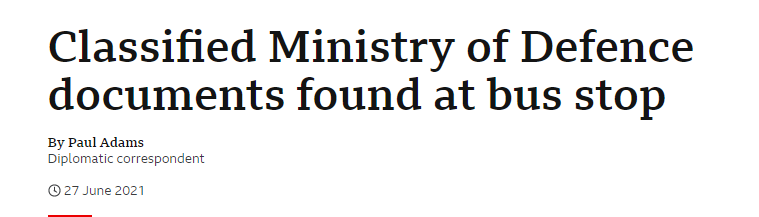 Classified Ministry of Defence
documents found at bus stop
By Paul Adams
Diplomatic correspondent
27 June 2021